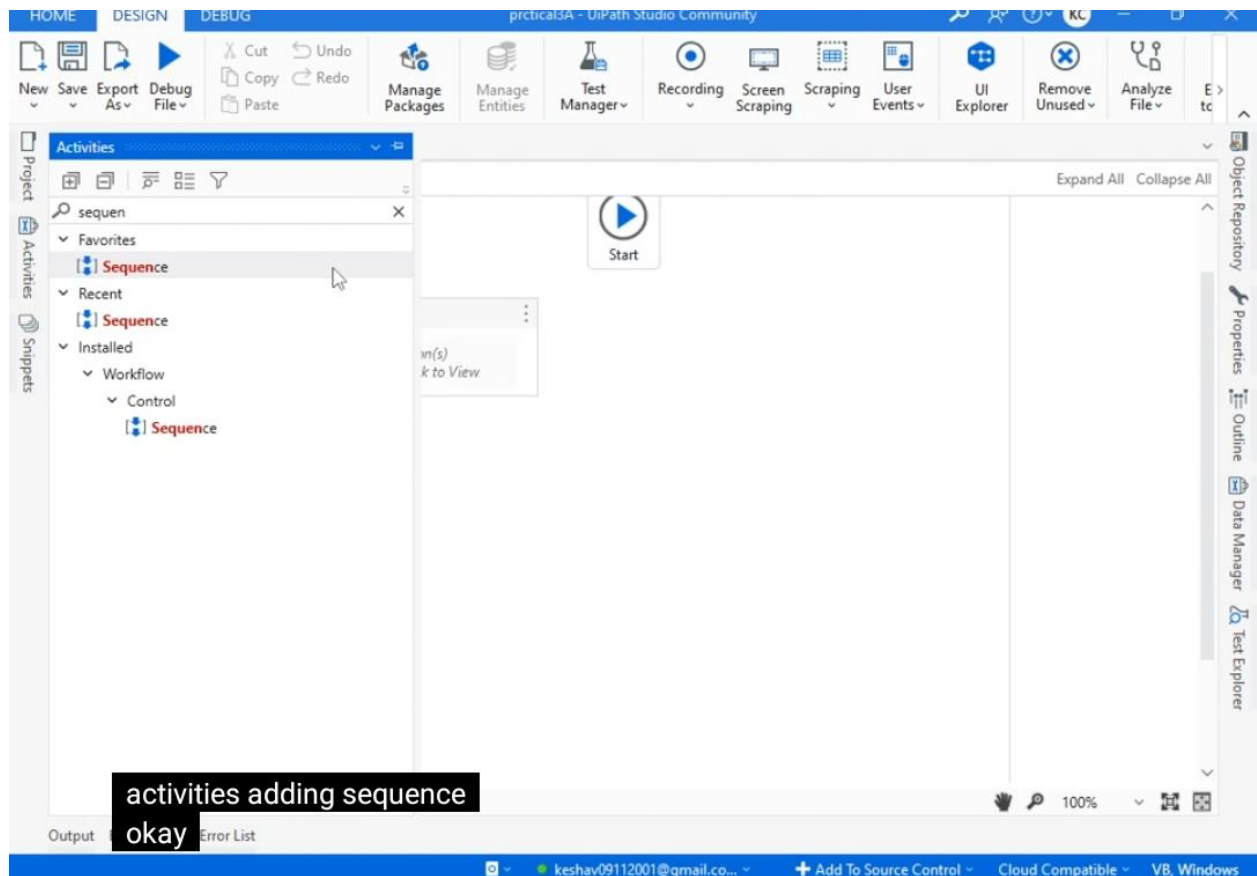 HOME DESIGN DEBUG prctical3A - UiPath Studio Community KC
New Save Export As Debug File
Cut Undo
Copy Redo
Paste
Manage Packages
Manage Entities
Test Manager
Recording
Screen Scraping
Scraping
User Events
UI Explorer
Remove Unused
Analyze File
Project
Activities
Snippets
Activities
sequen
Favorites
Sequence
Recent
Sequence
Installed
Workflow
Control
Sequence
Expand All Collapse All
Start
k to View
Object Repository
Properties
Outline
Data Manager
Test Explorer
100%
activities adding sequence
okay
Output Error List
keshav09112001@gmail.co... Add To Source Control Cloud Compatible VB, Windows